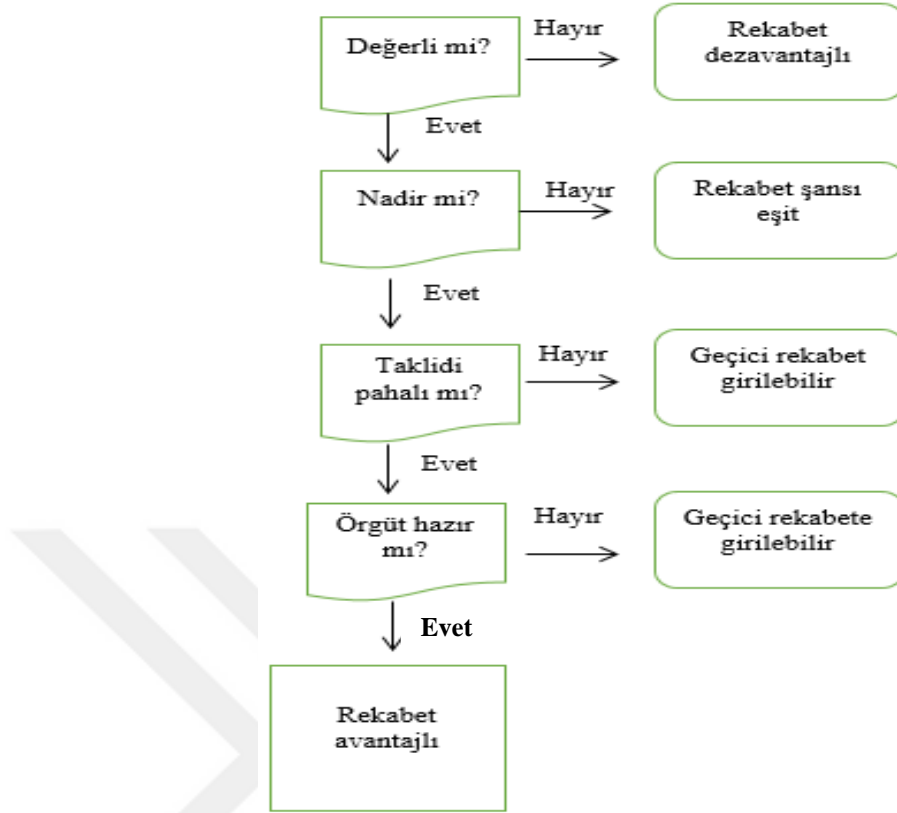 Değerli mi?
Hayır
Rekabet
dezavantajlı
Evet
Nadir mi?
Hayır
Rekabet şansı
eşit
Evet
Taklidi
pahalı mı?
Hayır
Geçici rekabet
girilebilir
Evet
Örgüt hazır
mı?
Hayır
Geçici rekabete
girilebilir
Evet
Rekabet
avantajlı